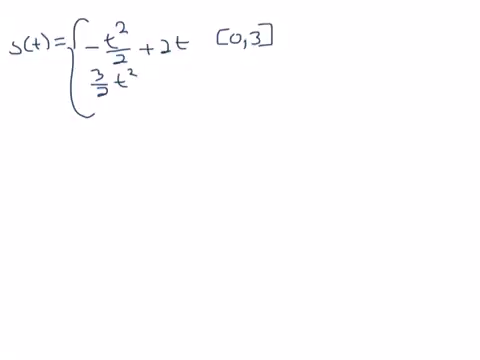 s(t) = { -t²/2 + 2t [0,3]
3/2 t²